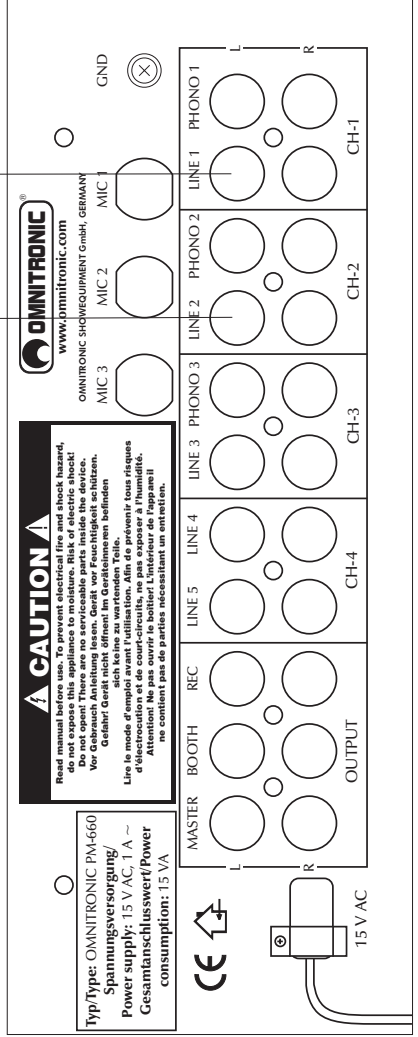 Typ/Type: OMNITRONIC PM-660
Spannungsversorgung/
Power supply: 15 V AC, 1 A ~
Gesamtanschlusswert/Power
consumption: 15 VA
CAUTION
Read manual before use. To prevent electrical fire and shock hazard,
do not expose this appliance to moisture. Risk of electric shock!
Do not open! There are no serviceable parts inside the device.
Vor Gebrauch Anleitung lesen. Gerät vor Feuchtigkeit schützen.
Gefahr! Gerät nicht öffnen! Im Geräteinneren befinden
sich keine zu wartenden Teile.
Lire le mode d'emploi avant l'utilisation. Afin de prévenir tous risques
d'électrocution et de court-circuits, ne pas exposer à l'humidité.
Attention! Ne pas ouvrir le boîtier! L'intérieur de l'appareil
ne contient pas de parties nécessitant un entretien.
OMNITRONIC®
www.omnitronic.com
OMNITRONIC SHOWEQUIPMENT GmbH, GERMANY
MIC 3
MIC 2
MIC 1
GND
CE
15 V AC
MASTER
BOOTH
REC
LINE 5
LINE 4
LINE 3
PHONO 3
LINE 2
PHONO 2
LINE 1
PHONO 1
L
L
R
R
OUTPUT
CH-4
CH-3
CH-2
CH-1